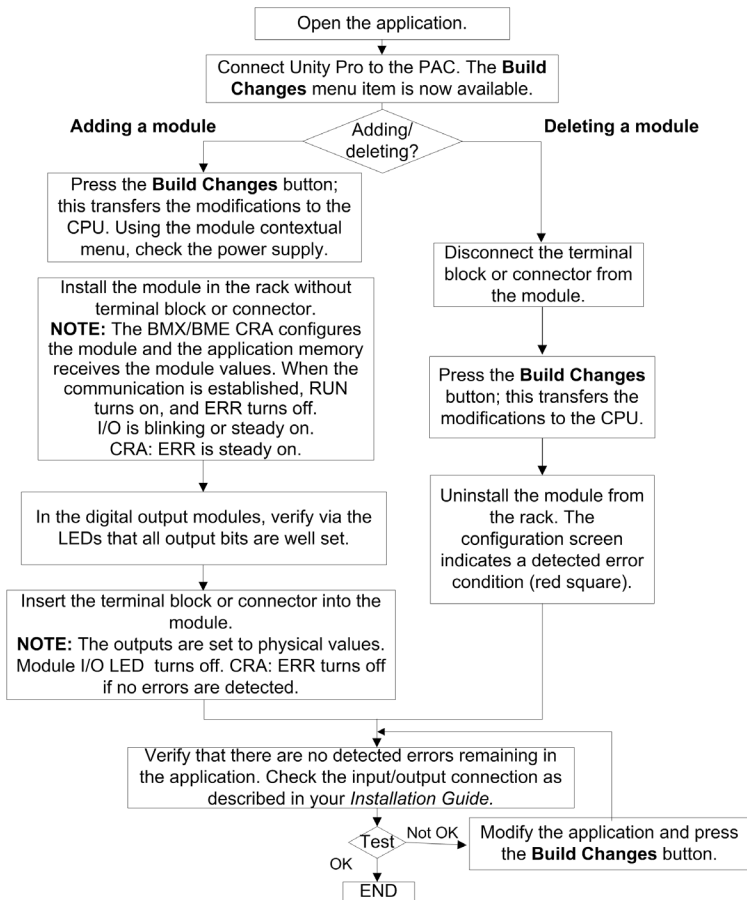 Open the application.
Connect Unity Pro to the PAC. The Build
Changes menu item is now available.
Adding a module
Adding/
deleting?
Deleting a module
Press the Build Changes button;
this transfers the modifications to the
CPU. Using the module contextual
menu, check the power supply.
Install the module in the rack without
terminal block or connector.
NOTE: The BMX/BME CRA configures
the module and the application memory
receives the module values. When the
communication is established, RUN
turns on, and ERR turns off.
I/O is blinking or steady on.
CRA: ERR is steady on.
In the digital output modules, verify via the
LEDs that all output bits are well set.
Insert the terminal block or connector into the
module.
NOTE: The outputs are set to physical values.
Module I/O LED turns off. CRA: ERR turns off
if no errors are detected.
Disconnect the terminal
block or connector from
the module.
Press the Build Changes
button; this transfers the
modifications to the CPU.
Uninstall the module from
the rack. The
configuration screen
indicates a detected error
condition (red square).
Verify that there are no detected errors remaining in
the application. Check the input/output connection as
described in your Installation Guide.
Test
Not OK
Modify the application and press
the Build Changes button.
OK
END